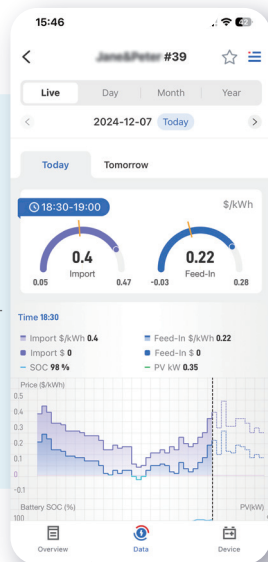 15:46
42
#39
Live Day Month Year
2024-12-07 Today
Today Tomorrow
18:30-19:00 $/kWh
0.4 0.22
Import Feed-In
0.05 0.47 -0.03 0.28
Time 18:30
Import $/kWh 0.4 Feed-In $/kWh 0.22
Import $ 0 Feed-In $ 0
SOC 98 % PV kW 0.35
Price ($/kWh)
0.5
0.4
0.3
0.2
0.1
0
-0.1
Battery SOC (%) PV(kW)
100
Overview Data Device